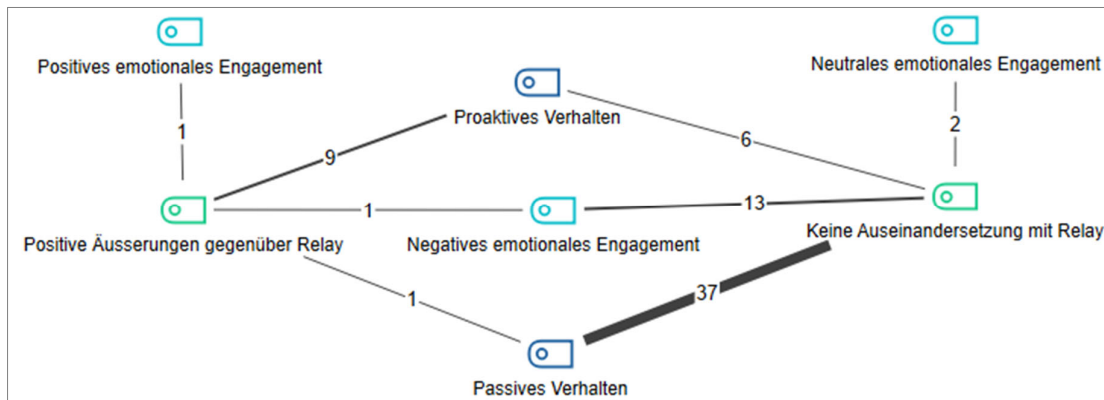 Positives emotionales Engagement
Neutrales emotionales Engagement
Proaktives Verhalten
1
9
6
2
Positive Äusserungen gegenüber Relay
1
Negatives emotionales Engagement
13
Keine Auseinandersetzung mit Relay
1
37
Passives Verhalten